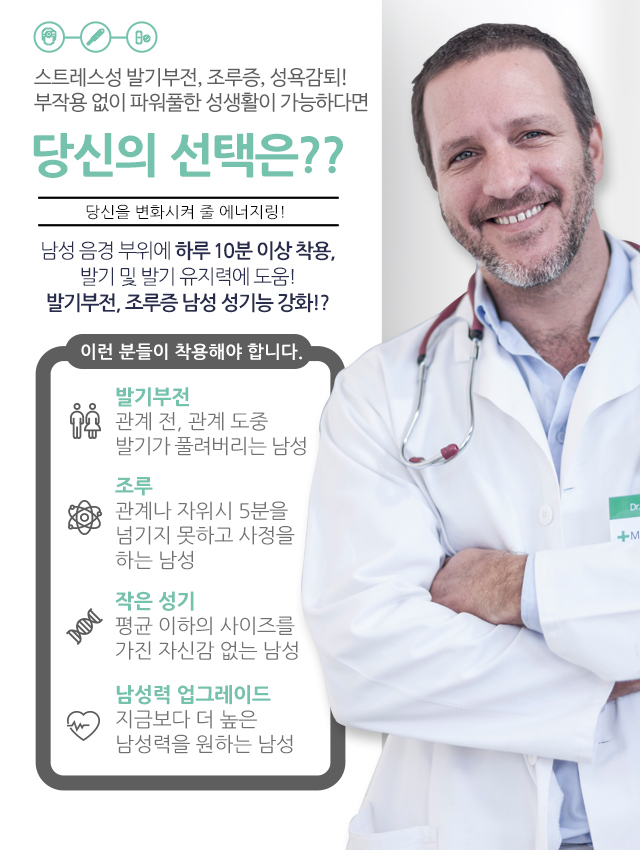 스트레스성 발기부전, 조루증, 성욕감퇴!
부작용 없이 파워풀한 성생활이 가능하다면
당신의 선택은??
당신을 변화시켜 줄 에너지링!
남성 음경 부위에 하루 10분 이상 착용,
발기 및 발기 유지력에 도움!
발기부전, 조루증 남성 성기능 강화!?
이런 분들이 착용해야 합니다.
발기부전
관계 전, 관계 도중
발기가 풀려버리는 남성
조루
관계나 자위시 5분을
넘기지 못하고 사정을
하는 남성
작은 성기
평균 이하의 사이즈를
가진 자신감 없는 남성
남성력 업그레이드
지금보다 더 높은
남성력을 원하는 남성
Dr.
M